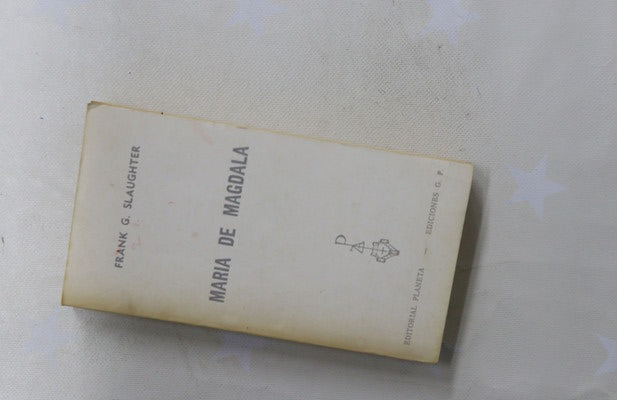 FRANK G. SLAUGHTER
MARIA DE MAGDALA
EDITORIAL PLANETA - EDICIONES G. P.